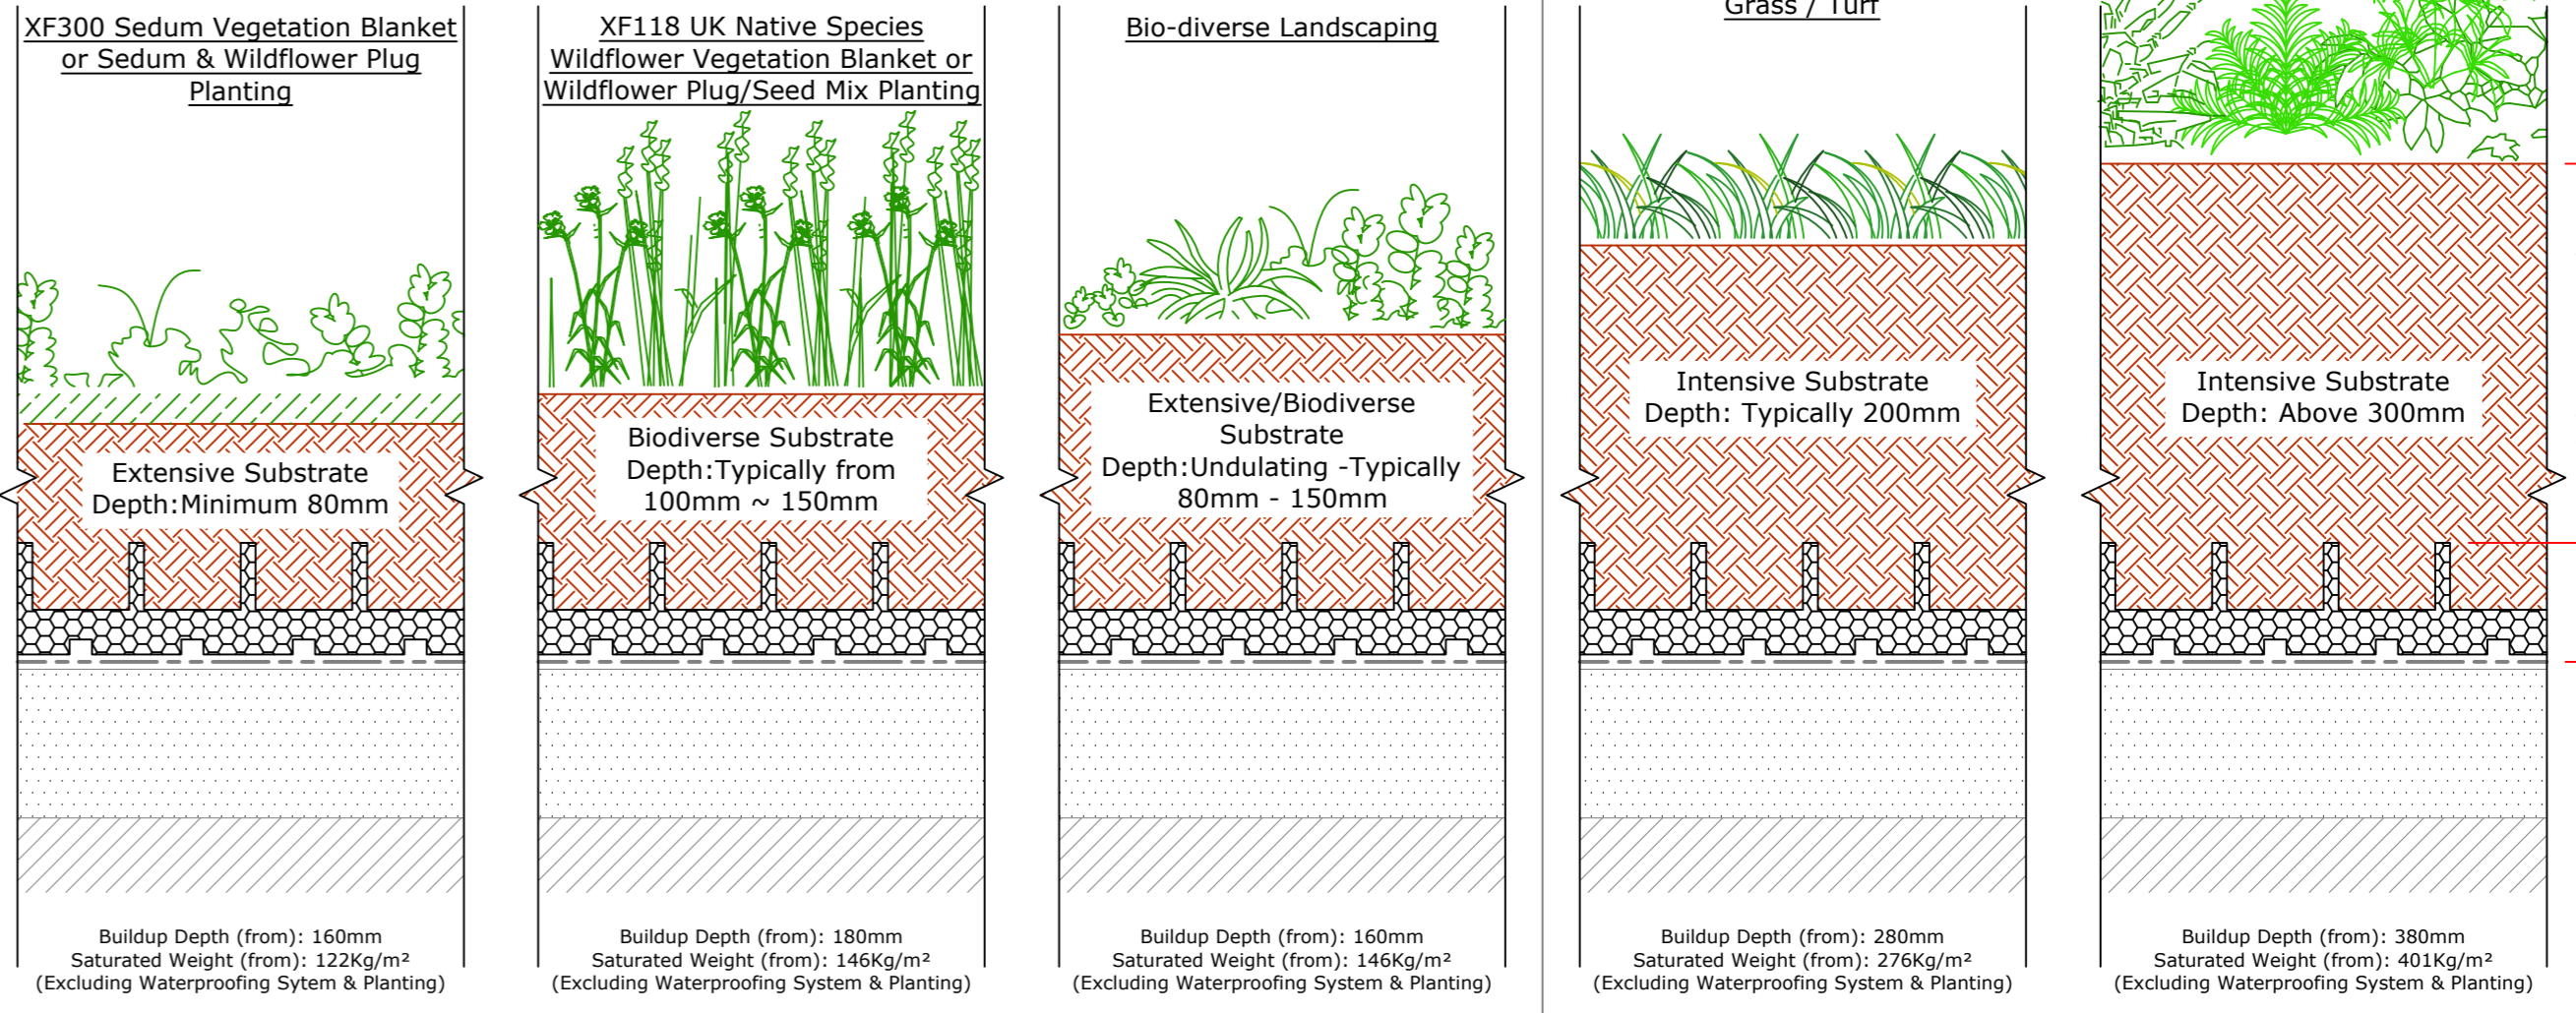 XF300 Sedum Vegetation Blanket
or Sedum & Wildflower Plug
Planting
Extensive Substrate
Depth:Minimum 80mm
Buildup Depth (from): 160mm
Saturated Weight (from): 122Kg/m²
(Excluding Waterproofing Sytem & Planting)
XF118 UK Native Species
Wildflower Vegetation Blanket or
Wildflower Plug/Seed Mix Planting
Biodiverse Substrate
Depth:Typically from
100mm ~ 150mm
Buildup Depth (from): 180mm
Saturated Weight (from): 146Kg/m²
(Excluding Waterproofing System & Planting)
Bio-diverse Landscaping
Extensive/Biodiverse
Substrate
Depth:Undulating -Typically
80mm - 150mm
Buildup Depth (from): 160mm
Saturated Weight (from): 146Kg/m²
(Excluding Waterproofing System & Planting)
Grass / Turf
Intensive Substrate
Depth: Typically 200mm
Buildup Depth (from): 280mm
Saturated Weight (from): 276Kg/m²
(Excluding Waterproofing System & Planting)
Intensive Substrate
Depth: Above 300mm
Buildup Depth (from): 380mm
Saturated Weight (from): 401Kg/m²
(Excluding Waterproofing System & Planting)